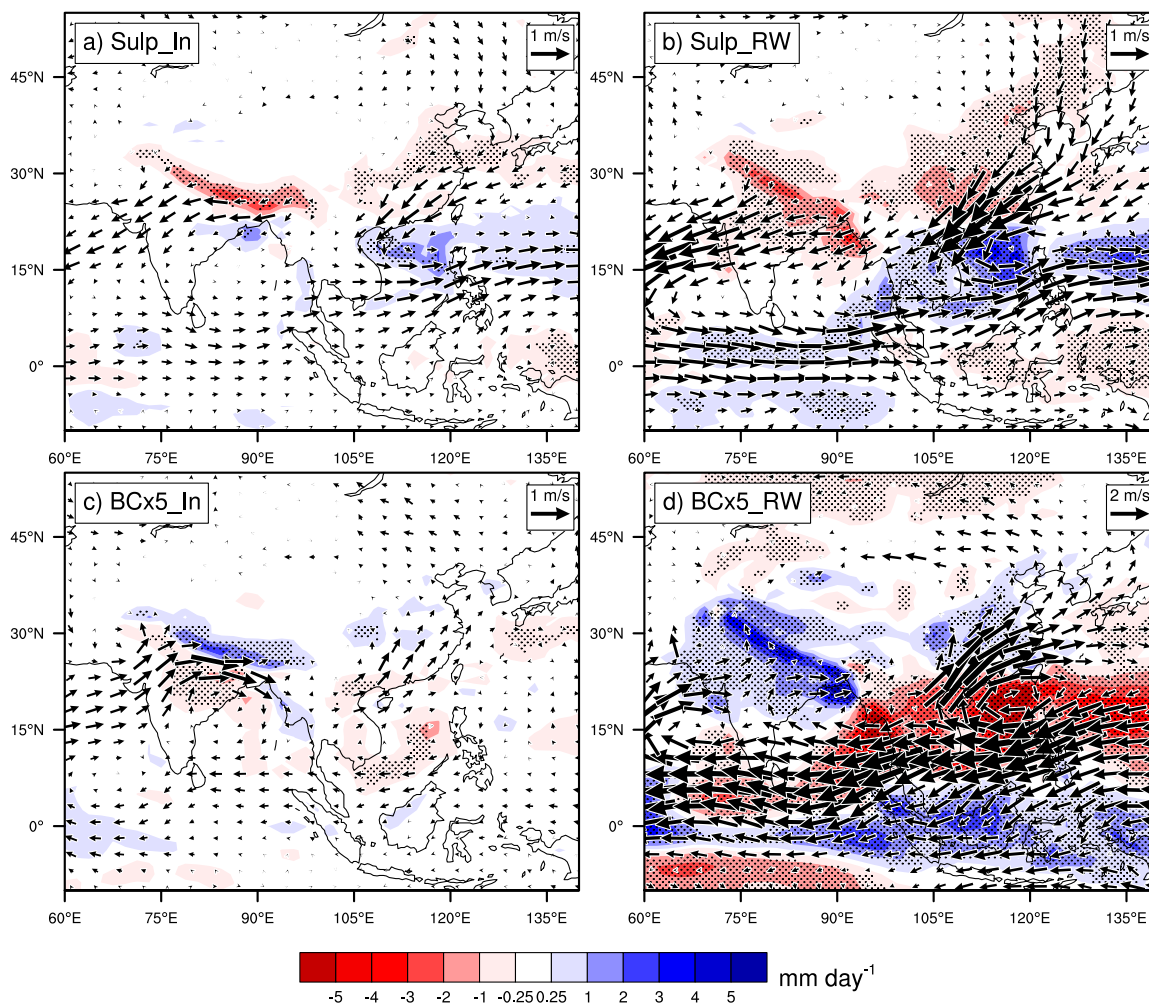 a) Sulp_In
1 m/s
b) Sulp_RW
1 m/s
45°N
30°N
15°N
0°
60°E 75°E 90°E 105°E 120°E 135°E
45°N
30°N
15°N
0°
60°E 75°E 90°E 105°E 120°E 135°E
c) BCx5_In
1 m/s
d) BCx5_RW
2 m/s
45°N
30°N
15°N
0°
60°E 75°E 90°E 105°E 120°E 135°E
45°N
30°N
15°N
0°
60°E 75°E 90°E 105°E 120°E 135°E
-5 -4 -3 -2 -1 -0.25 0.25 1 2 3 4 5
mm day⁻¹